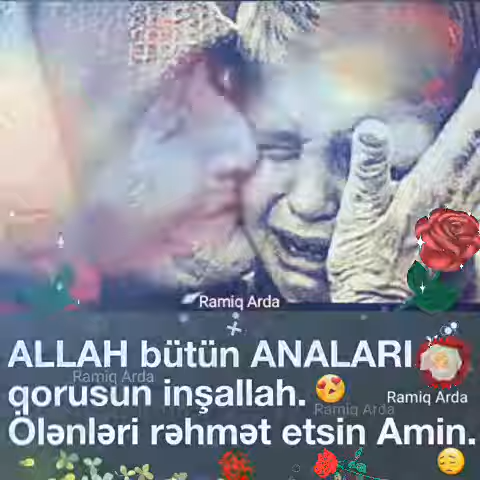 Ramiq Arda
ALLAH bütün ANALARI
Ramiq Arda
qorusun inşallah. 😍
Ramiq Arda
Ramiq Arda
Ölənləri rəhmət etsin Amin.
😔